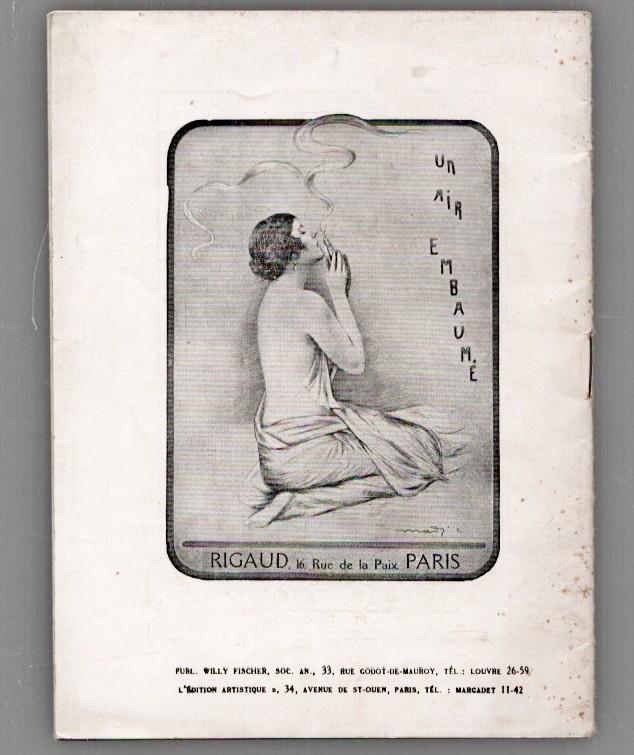 Un
AiR
EMBAUMÉ
RIGAUD, 16, Rue de la Paix. PARIS
PUBL. WILLY FISCHER, SOC. AN., 33, RUE GODOT-DE-MAUROY, TÉL.: LOUVRE 26-59
L'ÉDITION ARTISTIQUE », 34, AVENUE DE ST-OUEN, PARIS, TÉL. : MARCADET 11-42